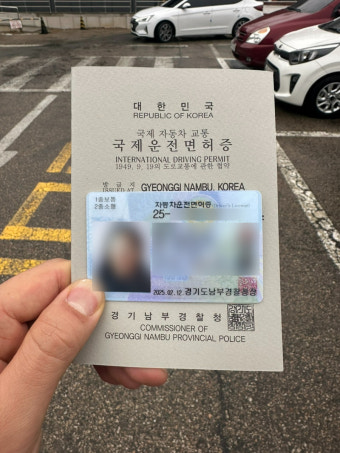 대한민국
REPUBLIC OF KOREA
국제 자동차 교통
국제운전면허증
INTERNATIONAL DRIVING PERMIT
1949. 9. 19의 도로교통에 관한 협약
발급지
ISSUED AT GYEONGGI NAMBU, KOREA
1종보통
2종소형
자동차운전면허증
25-
2025.02.12. 경기도남부경찰청장
경기남부경찰청
COMMISSIONER OF
GYEONGGI NAMBU PROVINCIAL POLICE